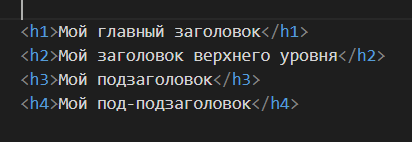 <h1>Мой главный заголовок</h1>
<h2>Мой заголовок верхнего уровня</h2>
<h3>Мой подзаголовок</h3>
<h4>Мой под-подзаголовок</h4>